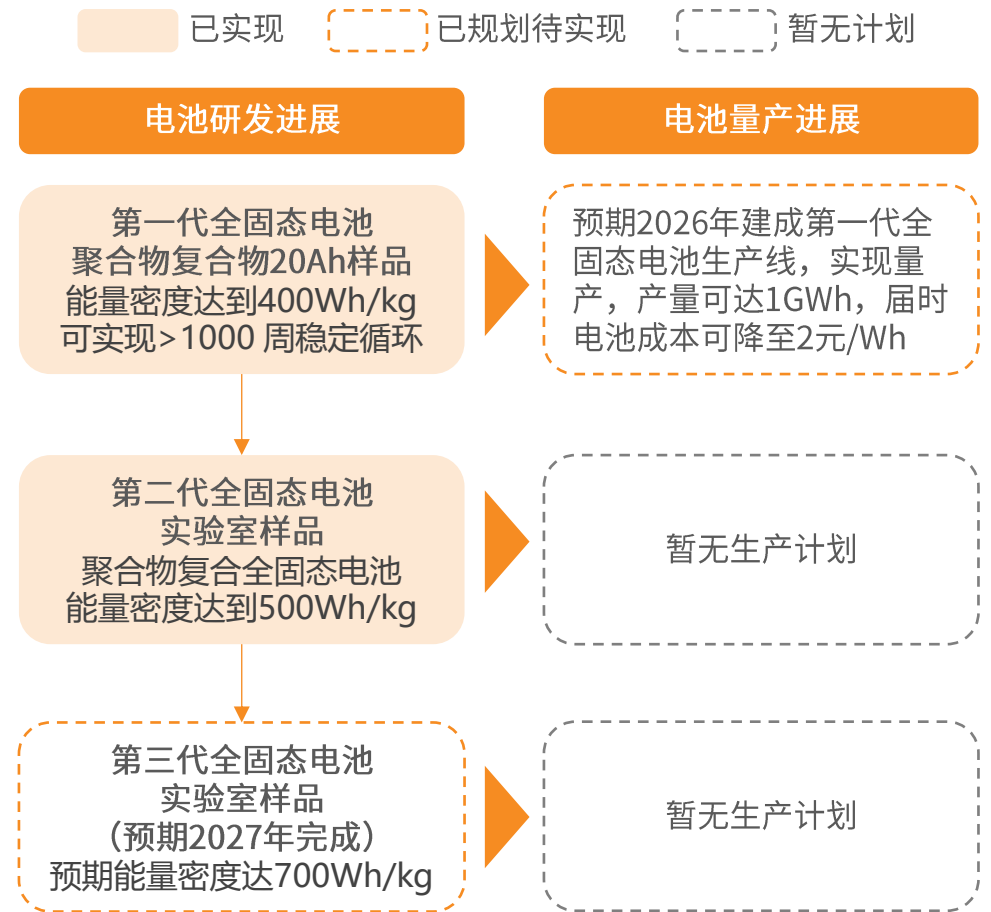 已实现
已规划待实现
暂无计划
电池研发进展
电池量产进展
第一代全固态电池
聚合物复合物20Ah样品
能量密度达到400Wh/kg
可实现>1000 周稳定循环
预期2026年建成第一代全
固态电池生产线，实现量
产，产量可达1GWh，届时
电池成本可降至2元/Wh
第二代全固态电池
实验室样品
聚合物复合全固态电池
能量密度达到500Wh/kg
暂无生产计划
第三代全固态电池
实验室样品
（预期2027年完成）
预期能量密度达700Wh/kg
暂无生产计划